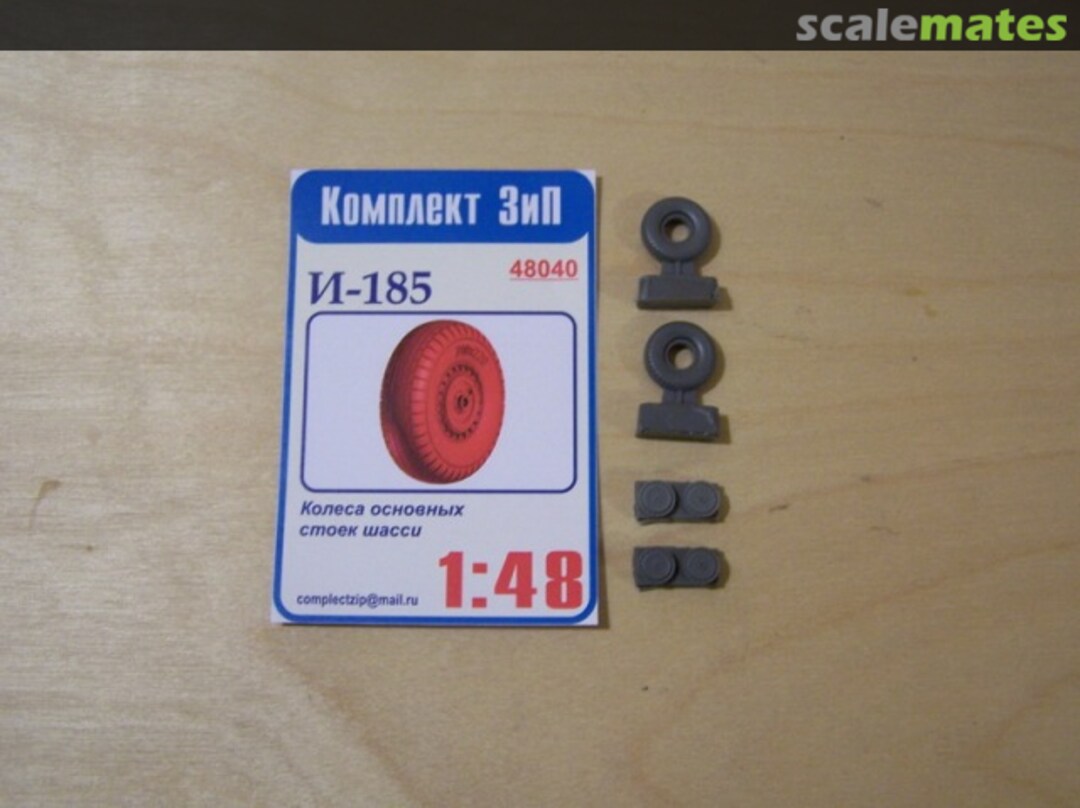 scalemates
Комплект ЗиП
48040
И-185
Колеса основных
стоек шасси
1:48
complectzip@mail.ru